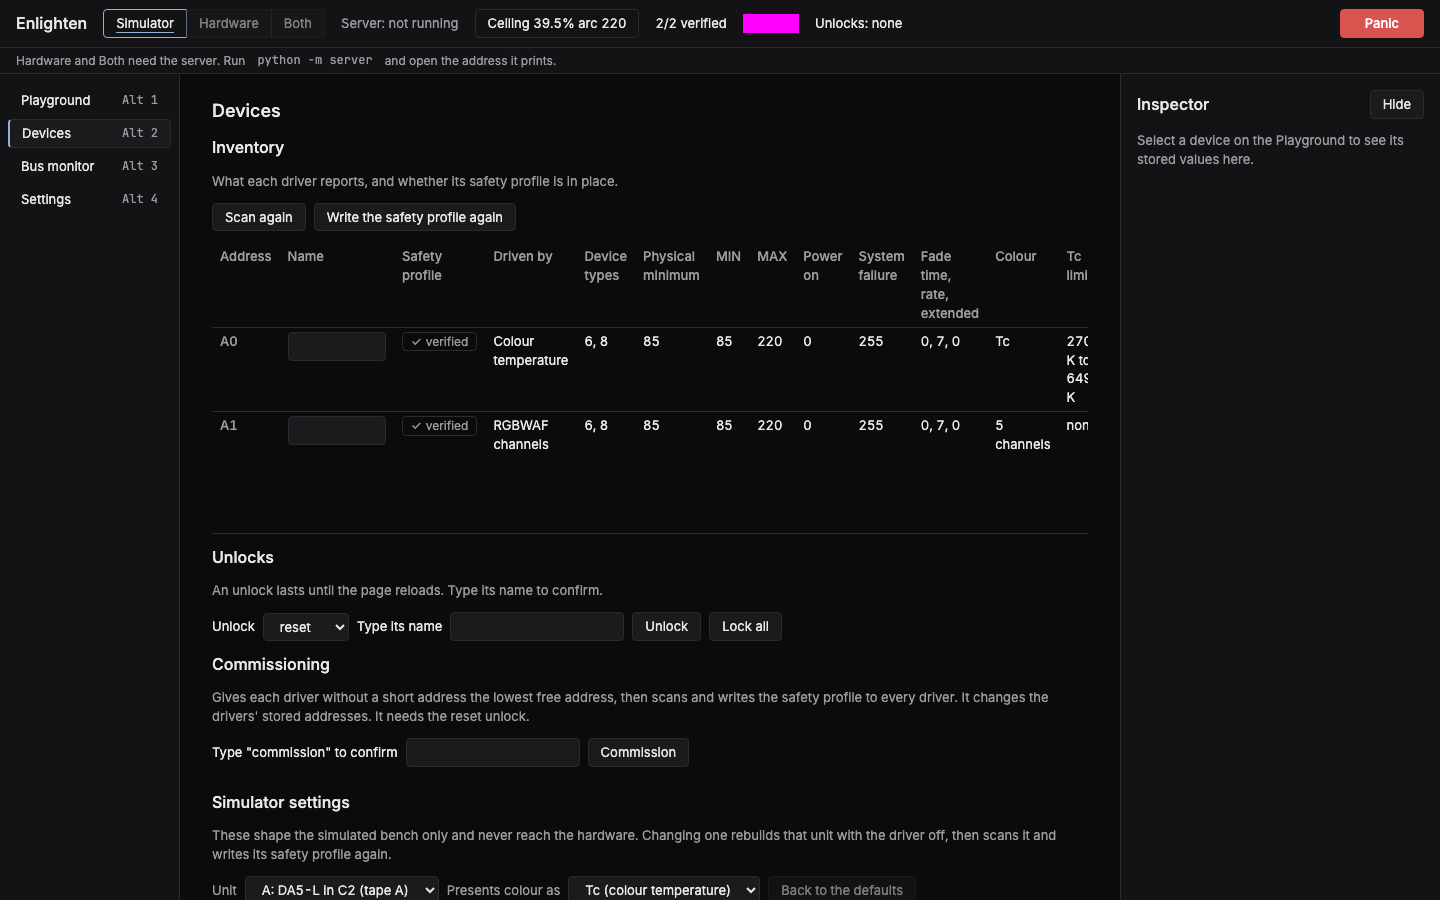 Enlighten Simulator Hardware Both Server: not running Ceiling 39.5% arc 220 2/2 verified Unlocks: none Panic
Hardware and Both need the server. Run python -m server and open the address it prints.
Playground Alt 1
Devices Alt 2
Bus monitor Alt 3
Settings Alt 4
Devices
Inventory
What each driver reports, and whether its safety profile is in place.
Scan again Write the safety profile again
Address Name Safety profile Driven by Device types Physical minimum MIN MAX Power on System failure Fade time, rate, extended Colour Tc
A0 ✓ verified Colour temperature 6, 8 85 85 220 0 255 0, 7, 0 Tc
A1 ✓ verified RGBWAF channels 6, 8 85 85 220 0 255 0, 7, 0 5 channels
Unlocks
An unlock lasts until the page reloads. Type its name to confirm.
Unlock reset Type its name Unlock Lock all
Commissioning
Gives each driver without a short address the lowest free address, then scans and writes the safety profile to every driver. It changes the
drivers' stored addresses. It needs the reset unlock.
Type "commission" to confirm Commission
Simulator settings
These shape the simulated bench only and never reach the hardware. Changing one rebuilds that unit with the driver off, then scans it and
writes its safety profile again.
Unit A: DA5-L in C2 (tape A) Presents colour as Tc (colour temperature) Back to the defaults
Inspector Hide
Select a device on the Playground to see its
stored values here.